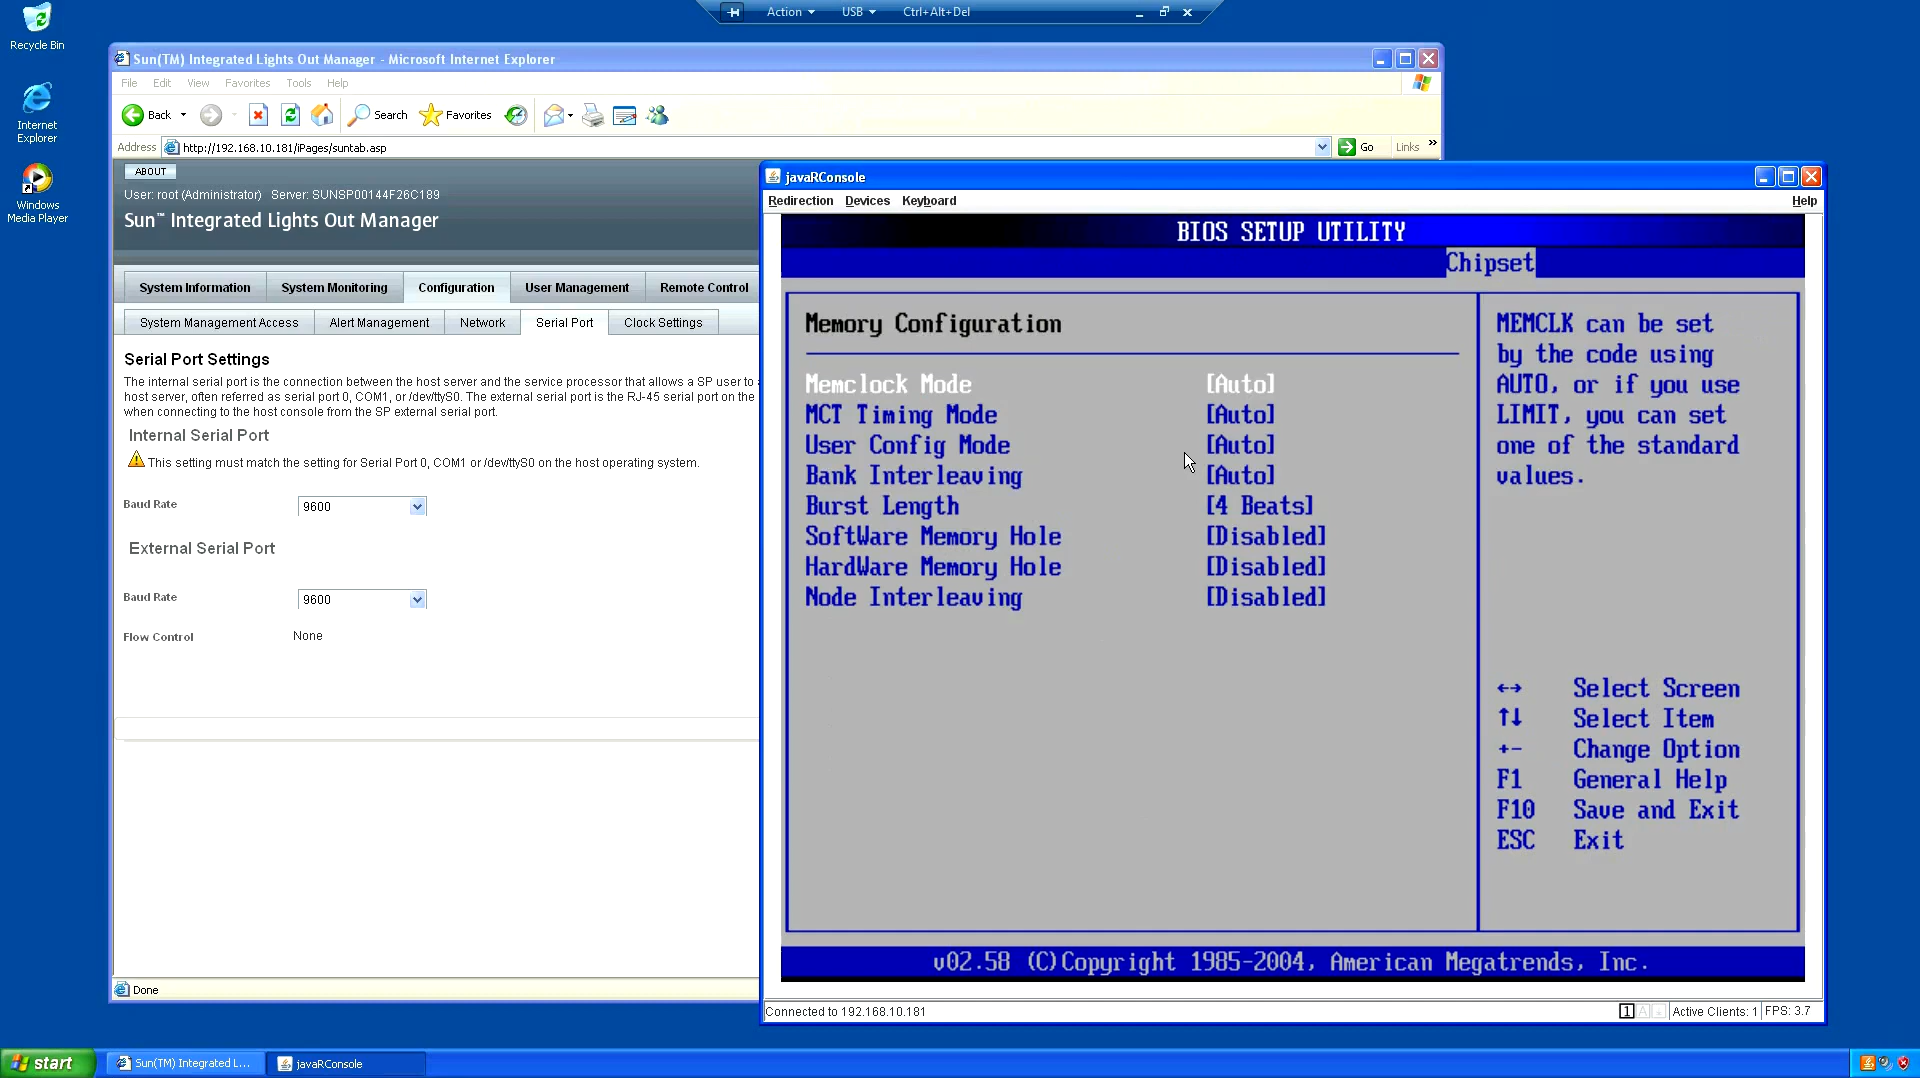 Recycle Bin
Internet
Explorer
Windows
Media Player
Action
USB
Ctrl+Alt+Del
Sun(TM) Integrated Lights Out Manager - Microsoft Internet Explorer
File Edit View Favorites Tools Help
Back Search Favorites
Address http://192.168.10.181/iPages/suntab.asp Go Links »
ABOUT
User: root (Administrator) Server: SUNSP00144F26C189
Sun™ Integrated Lights Out Manager
System Information System Monitoring Configuration User Management Remote Control
System Management Access Alert Management Network Serial Port Clock Settings
Serial Port Settings
The internal serial port is the connection between the host server and the service processor that allows a SP user to
host server, often referred as serial port 0, COM1, or /dev/ttyS0. The external serial port is the RJ-45 serial port on the
when connecting to the host console from the SP external serial port.
Internal Serial Port
This setting must match the setting for Serial Port 0, COM1 or /dev/ttyS0 on the host operating system.
Baud Rate 9600
External Serial Port
Baud Rate 9600
Flow Control None
Done
javaRConsole
Redirection Devices Keyboard Help
BIOS SETUP UTILITY
Chipset
Memory Configuration
Memclock Mode [Auto]
MCT Timing Mode [Auto]
User Config Mode [Auto]
Bank Interleaving [Auto]
Burst Length [4 Beats]
SoftWare Memory Hole [Disabled]
HardWare Memory Hole [Disabled]
Node Interleaving [Disabled]
MEMCLK can be set
by the code using
AUTO, or if you use
LIMIT, you can set
one of the standard
values.
↔ Select Screen
↑↓ Select Item
+- Change Option
F1 General Help
F10 Save and Exit
ESC Exit
v02.58 (C)Copyright 1985-2004, American Megatrends, Inc.
Connected to 192.168.10.181 1 A Active Clients: 1 FPS: 3.7
start Sun(TM) Integrated L... javaRConsole